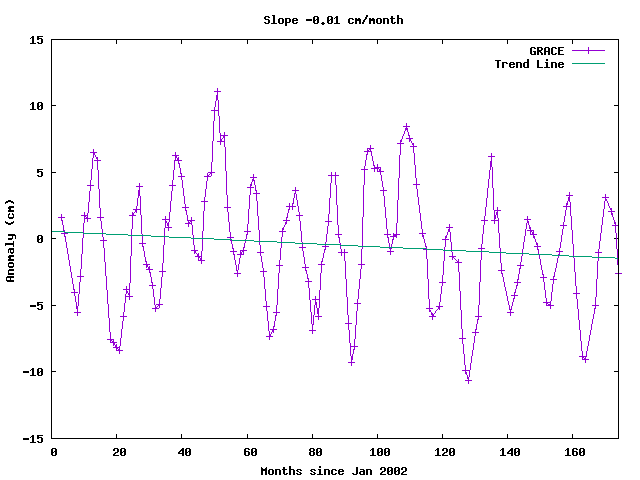 Slope -0.01 cm/month
GRACE
Trend Line
Anomaly (cm)
15
10
5
0
-5
-10
-15
0 20 40 60 80 100 120 140 160
Months since Jan 2002